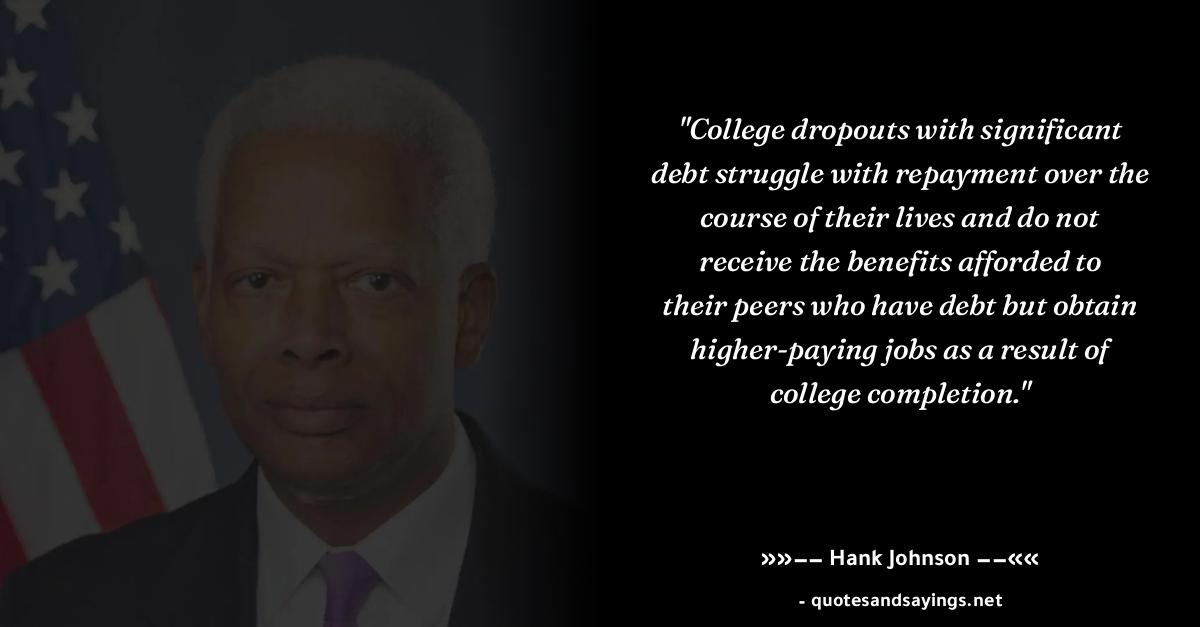 "College dropouts with significant
debt struggle with repayment over the
course of their lives and do not
receive the benefits afforded to
their peers who have debt but obtain
higher-paying jobs as a result of
college completion."
»»–– Hank Johnson ––««
- quotesandsayings.net